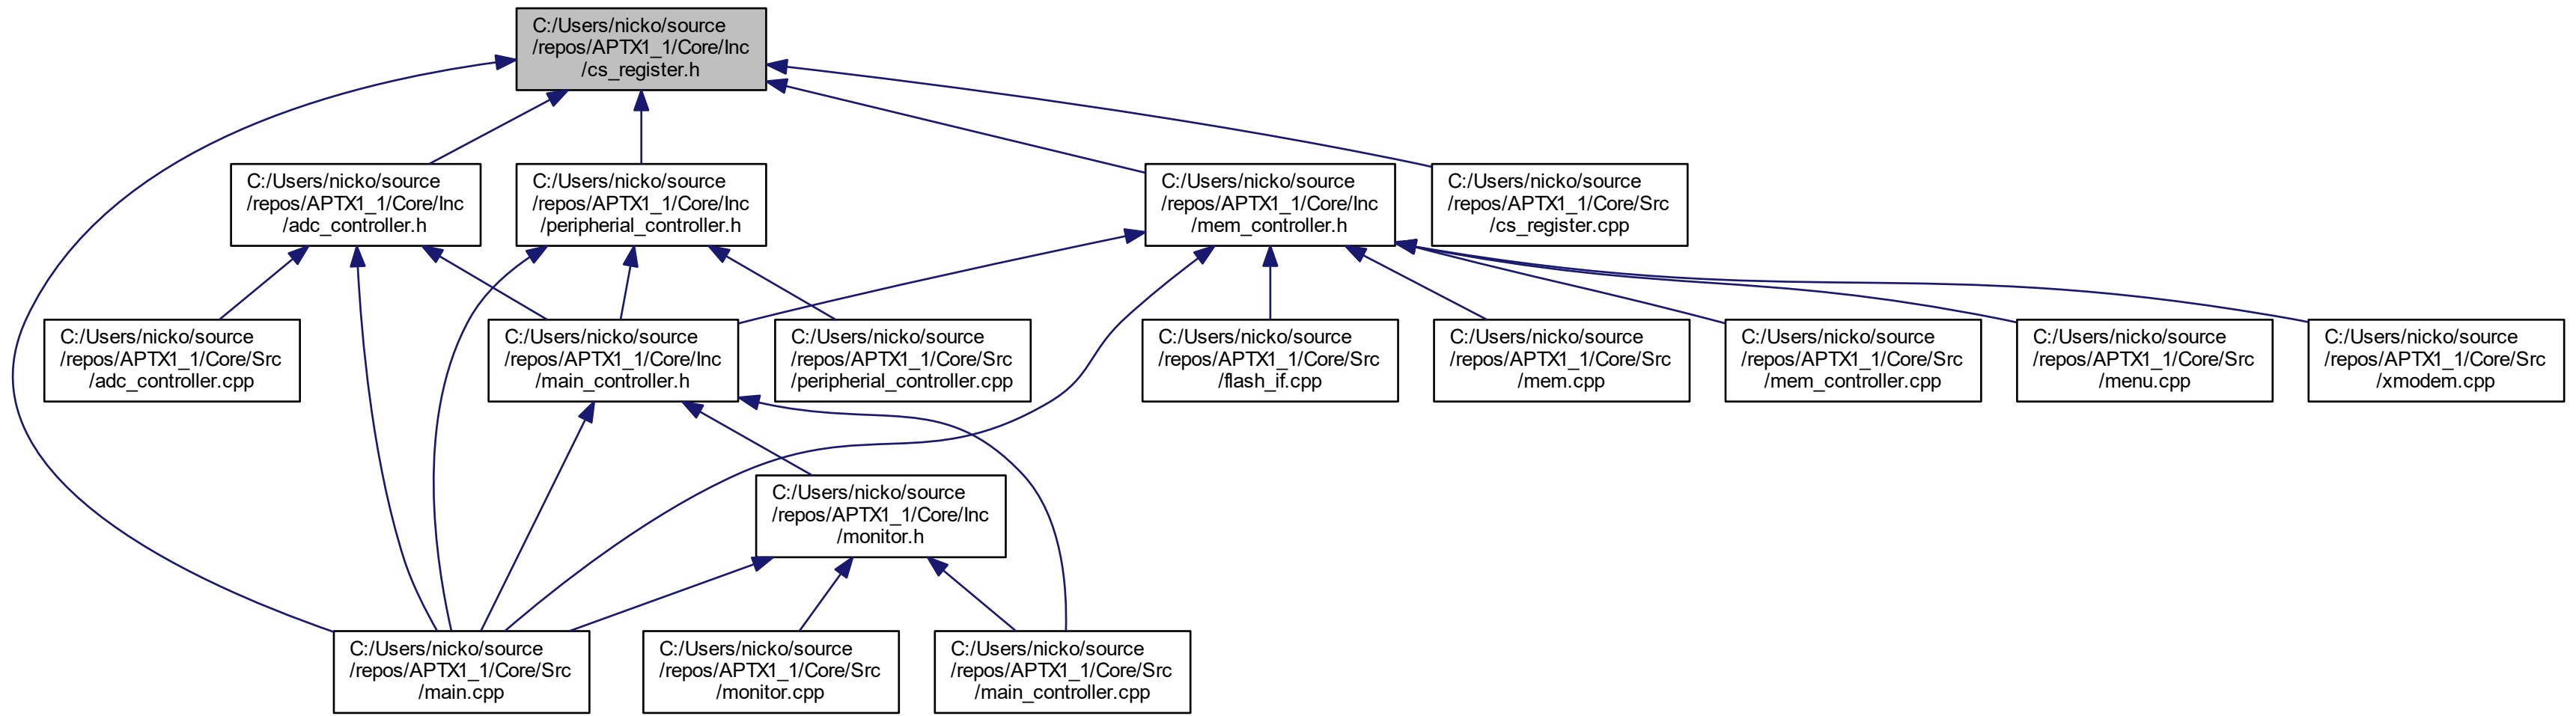 C:/Users/nicko/source
/repos/APTX1_1/Core/Inc
/cs_register.h
C:/Users/nicko/source
/repos/APTX1_1/Core/Inc
/adc_controller.h
C:/Users/nicko/source
/repos/APTX1_1/Core/Inc
/peripherial_controller.h
C:/Users/nicko/source
/repos/APTX1_1/Core/Inc
/mem_controller.h
C:/Users/nicko/source
/repos/APTX1_1/Core/Src
/cs_register.cpp
C:/Users/nicko/source
/repos/APTX1_1/Core/Src
/adc_controller.cpp
C:/Users/nicko/source
/repos/APTX1_1/Core/Inc
/main_controller.h
C:/Users/nicko/source
/repos/APTX1_1/Core/Src
/peripherial_controller.cpp
C:/Users/nicko/source
/repos/APTX1_1/Core/Src
/flash_if.cpp
C:/Users/nicko/source
/repos/APTX1_1/Core/Src
/mem.cpp
C:/Users/nicko/source
/repos/APTX1_1/Core/Src
/mem_controller.cpp
C:/Users/nicko/source
/repos/APTX1_1/Core/Src
/menu.cpp
C:/Users/nicko/source
/repos/APTX1_1/Core/Src
/xmodem.cpp
C:/Users/nicko/source
/repos/APTX1_1/Core/Inc
/monitor.h
C:/Users/nicko/source
/repos/APTX1_1/Core/Src
/main.cpp
C:/Users/nicko/source
/repos/APTX1_1/Core/Src
/monitor.cpp
C:/Users/nicko/source
/repos/APTX1_1/Core/Src
/main_controller.cpp